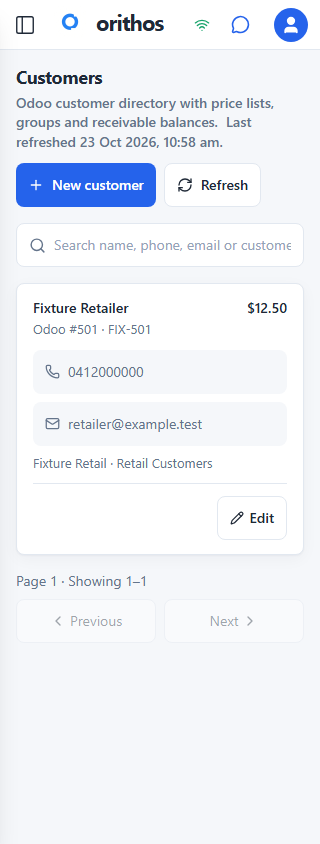 orithos
Customers
Odoo customer directory with price lists,
groups and receivable balances.  Last
refreshed 23 Oct 2026, 10:58 am.
New customer
Refresh
Search name, phone, email or custome
Fixture Retailer
$12.50
Odoo #501 · FIX-501
0412000000
retailer@example.test
Fixture Retail · Retail Customers
Edit
Page 1 · Showing 1–1
Previous
Next